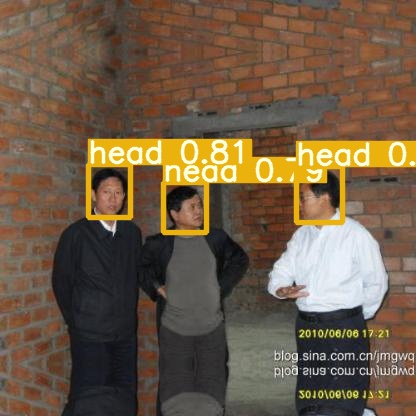 head 0.81
head 0.79
head 0.
2010/06/06 17:21
blog.sina.com.cn/jmgwq